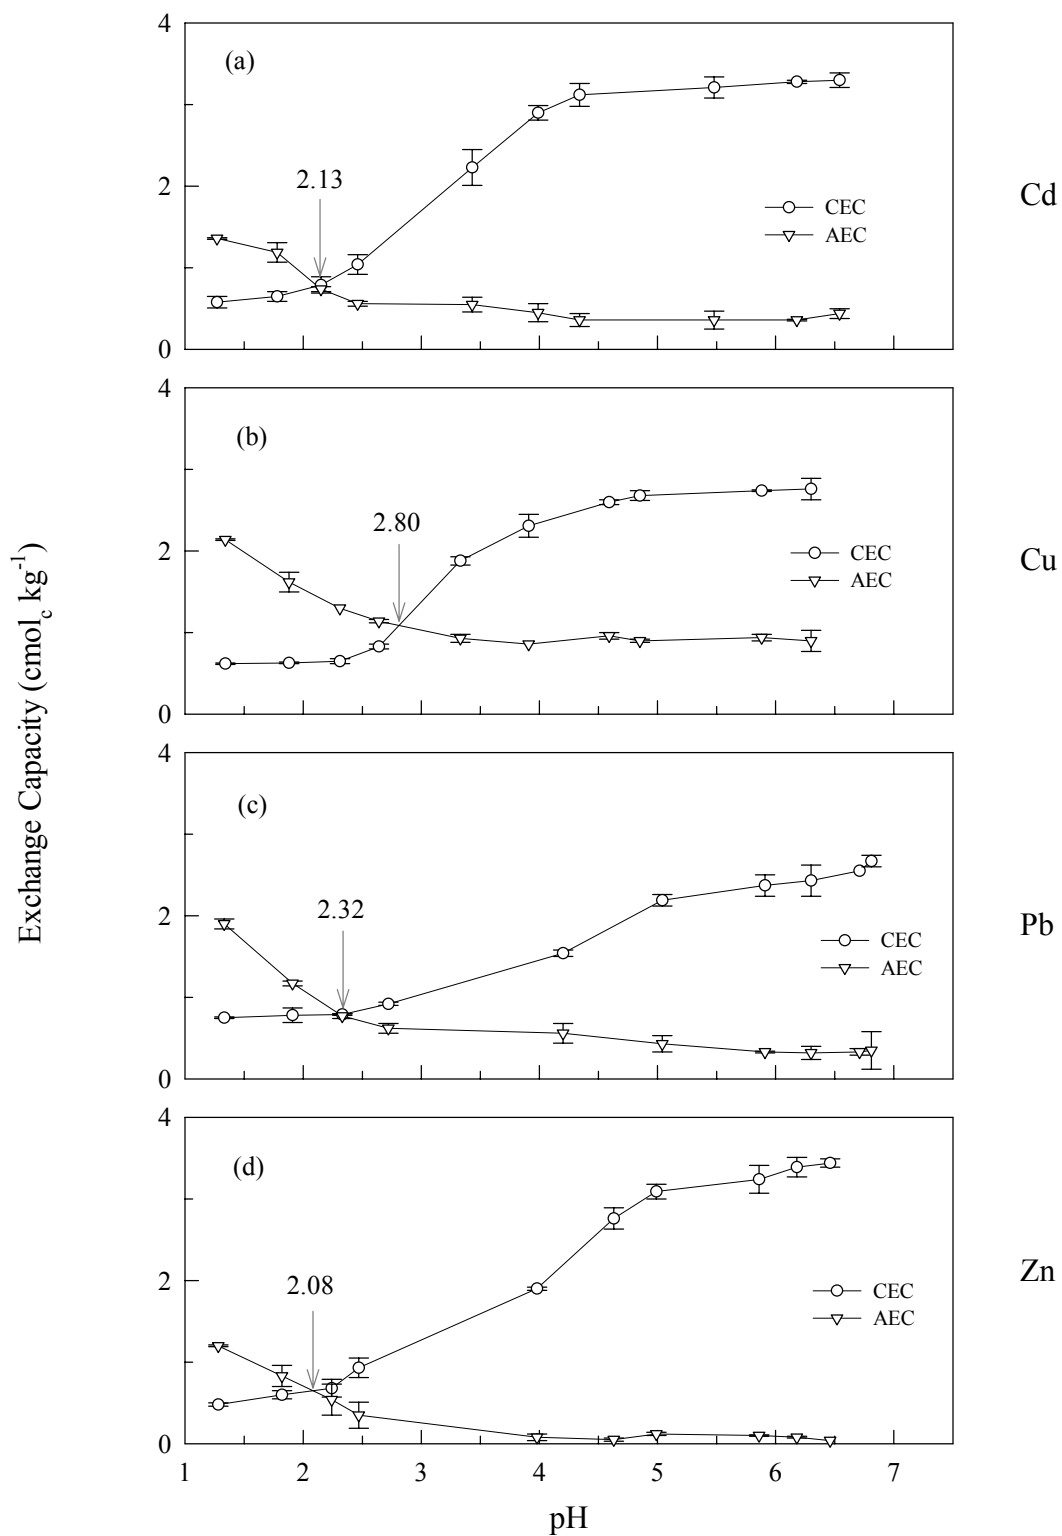 Exchange Capacity (cmolc kg-1)
4
(a)
2.13
2
CEC
AEC
0
Cd
4
(b)
2.80
2
CEC
AEC
0
Cu
4
(c)
2.32
2
CEC
AEC
0
Pb
4
(d)
2.08
2
CEC
AEC
0
Zn
1 2 3 4 5 6 7
pH